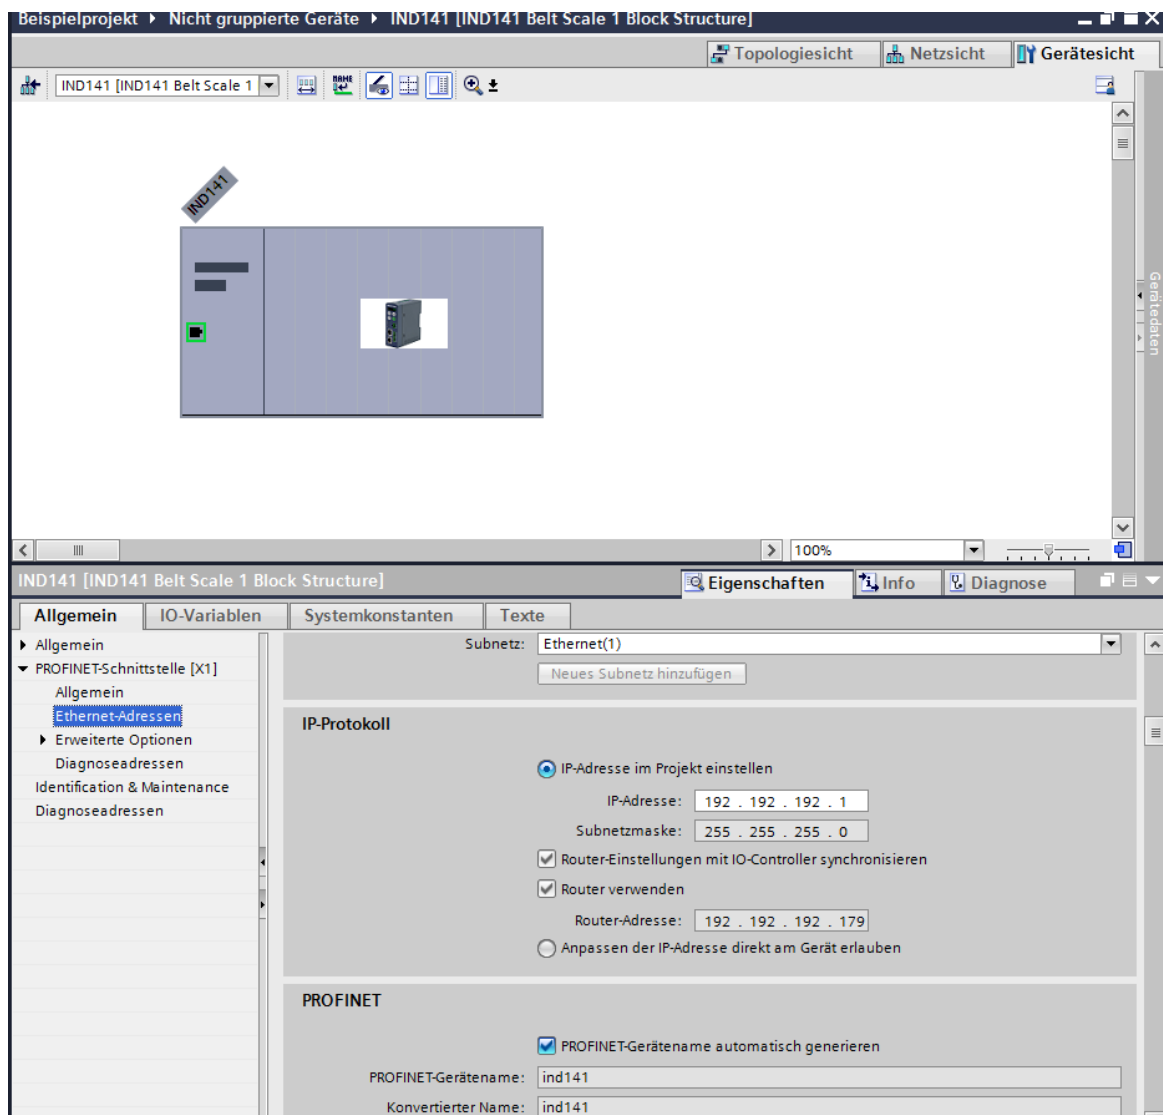 Beispielprojekt ▸ Nicht gruppierte Geräte ▸ IND141 [IND141 Belt Scale 1 Block Structure]
Topologiesicht Netzsicht Gerätesicht
IND141 [IND141 Belt Scale 1
IND141
Gerätedaten
100%
IND141 [IND141 Belt Scale 1 Block Structure]
Eigenschaften Info Diagnose
Allgemein IO-Variablen Systemkonstanten Texte
Allgemein
PROFINET-Schnittstelle [X1]
Allgemein
Ethernet-Adressen
Erweiterte Optionen
Diagnoseadressen
Identification & Maintenance
Diagnoseadressen
Subnetz: Ethernet(1)
Neues Subnetz hinzufügen
IP-Protokoll
IP-Adresse im Projekt einstellen
IP-Adresse: 192 . 192 . 192 . 1
Subnetzmaske: 255 . 255 . 255 . 0
Router-Einstellungen mit IO-Controller synchronisieren
Router verwenden
Router-Adresse: 192 . 192 . 192 . 179
Anpassen der IP-Adresse direkt am Gerät erlauben
PROFINET
PROFINET-Gerätename automatisch generieren
PROFINET-Gerätename: ind141
Konvertierter Name: ind141